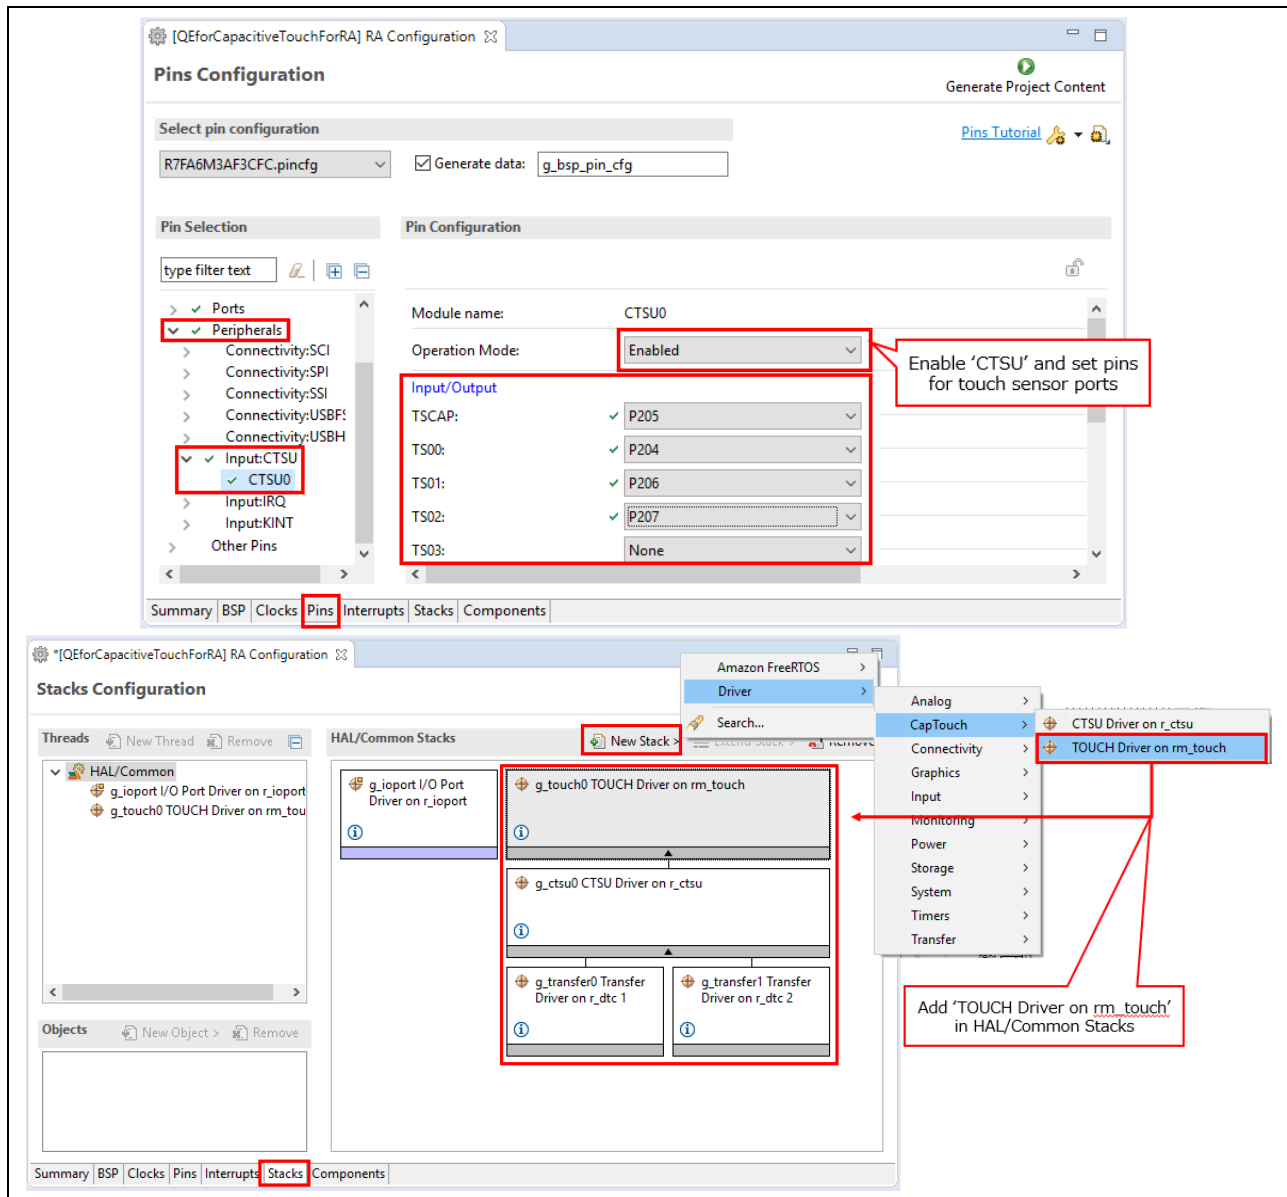 [QEforCapacitiveTouchForRA] RA Configuration
Pins Configuration
Generate Project Content
Select pin configuration
Pins Tutorial
R7FA6M3AF3CFC.pincfg
Generate data:
g_bsp_pin_cfg
Pin Selection
Pin Configuration
type filter text
Ports
Peripherals
Connectivity:SCI
Connectivity:SPI
Connectivity:SSI
Connectivity:USBF
Connectivity:USBH
Input:CTSU
CTSU0
Input:IRQ
Input:KINT
Other Pins
Module name: CTSU0
Operation Mode: Enabled
Input/Output
TSCAP: P205
TS00: P204
TS01: P206
TS02: P207
TS03: None
Enable ‘CTSU’ and set pins
for touch sensor ports
Summary BSP Clocks Pins Interrupts Stacks Components
*[QEforCapacitiveTouchForRA] RA Configuration
Stacks Configuration
Threads New Thread Remove
HAL/Common
g_ioport I/O Port Driver on r_ioport
g_touch0 TOUCH Driver on rm_tou
Objects New Object > Remove
HAL/Common Stacks
New Stack > Extend Stack > Remove
g_ioport I/O Port
Driver on r_ioport
g_touch0 TOUCH Driver on rm_touch
g_ctsu0 CTSU Driver on r_ctsu
g_transfer0 Transfer
Driver on r_dtc 1
g_transfer1 Transfer
Driver on r_dtc 2
Amazon FreeRTOS
Driver
Search...
Analog
CapTouch
Connectivity
Graphics
Input
Monitoring
Power
Storage
System
Timers
Transfer
CTSU Driver on r_ctsu
TOUCH Driver on rm_touch
Add ‘TOUCH Driver on rm_touch’
in HAL/Common Stacks
Summary BSP Clocks Pins Interrupts Stacks Components